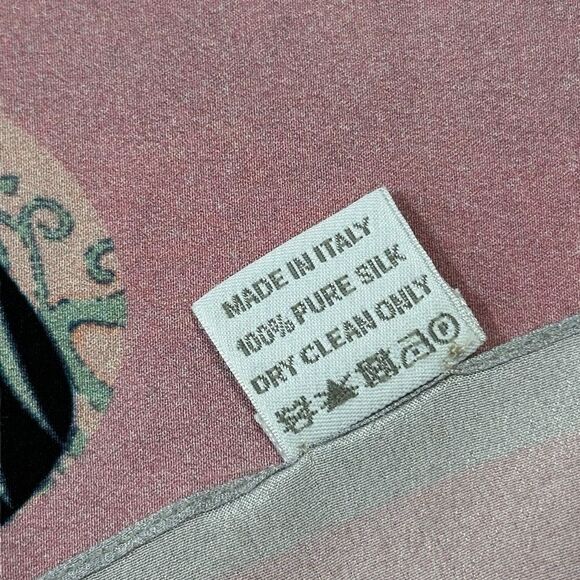 MADE IN ITALY
100% PURE SILK
DRY CLEAN ONLY
P